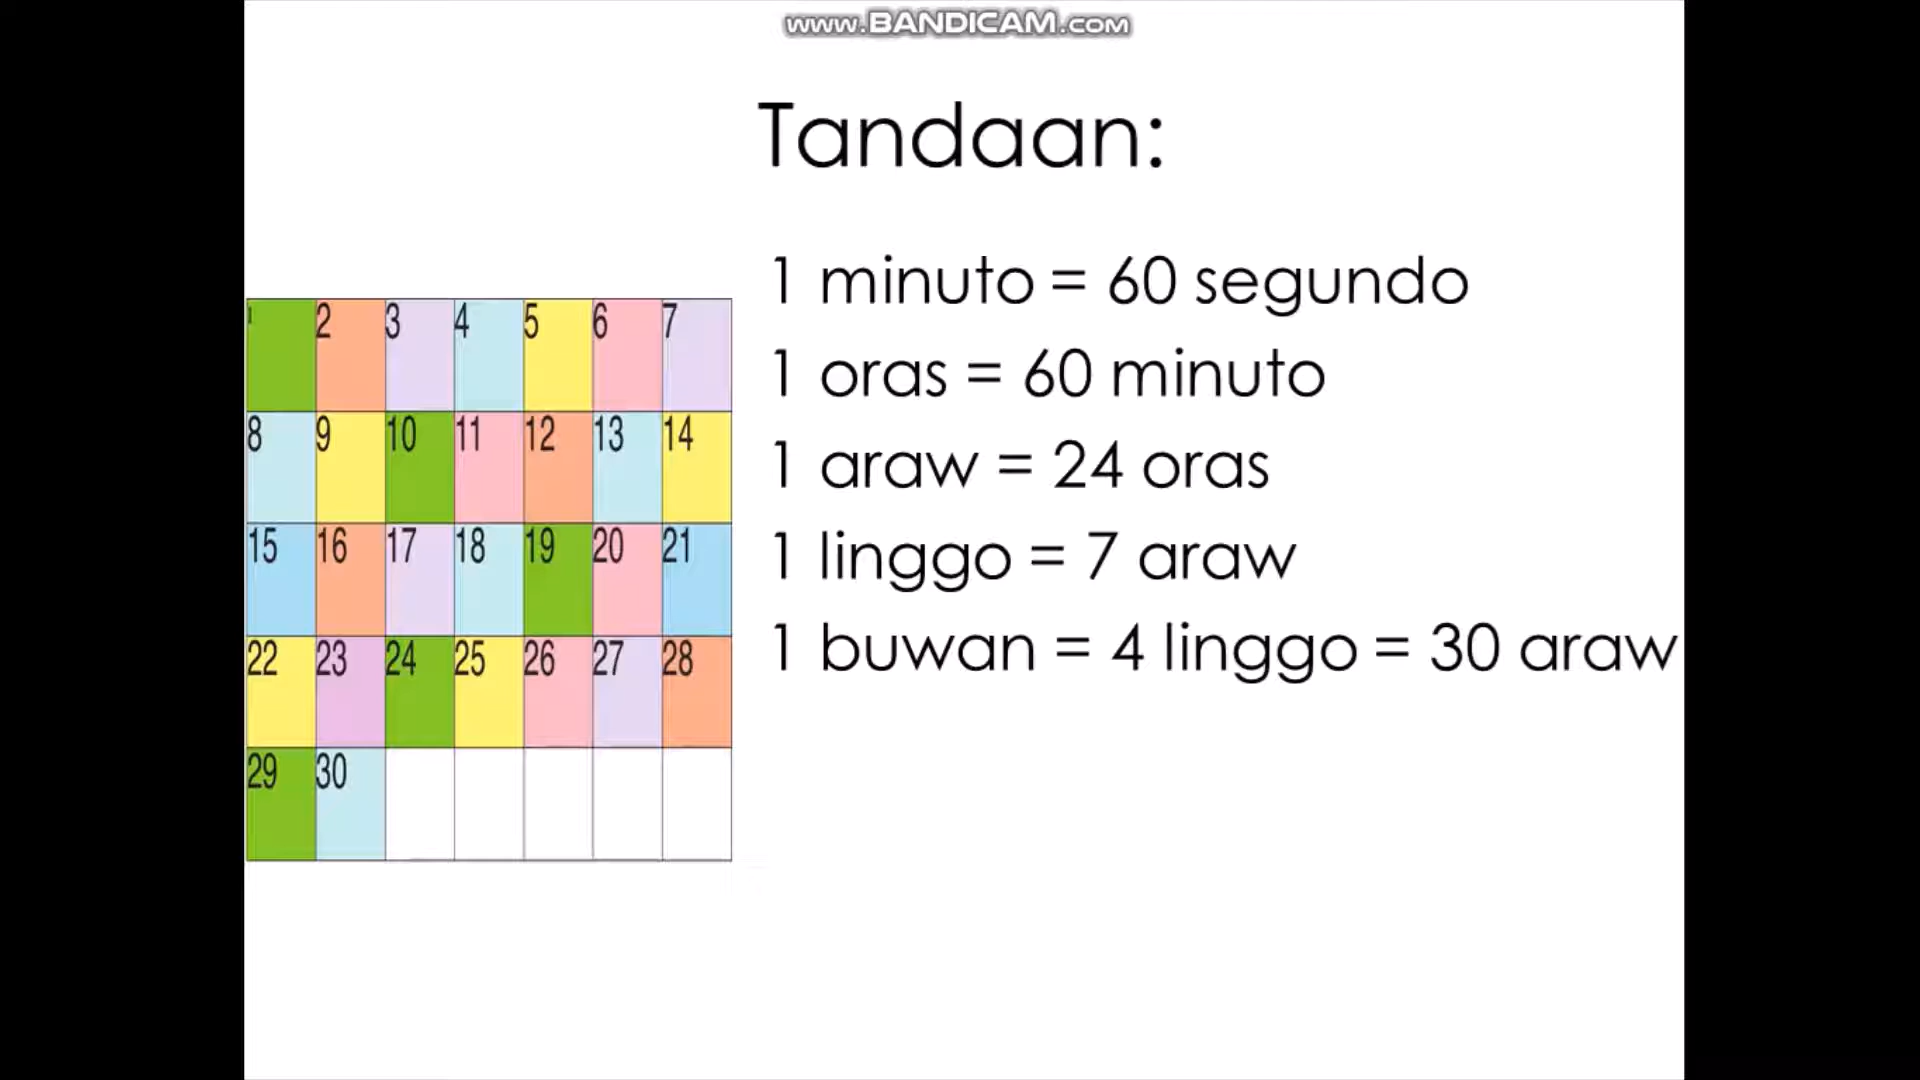 www.BANDICAM.com
Tandaan:
1 minuto = 60 segundo
1 oras = 60 minuto
1 araw = 24 oras
1 linggo = 7 araw
1 buwan = 4 linggo = 30 araw
1 2 3 4 5 6 7
8 9 10 11 12 13 14
15 16 17 18 19 20 21
22 23 24 25 26 27 28
29 30